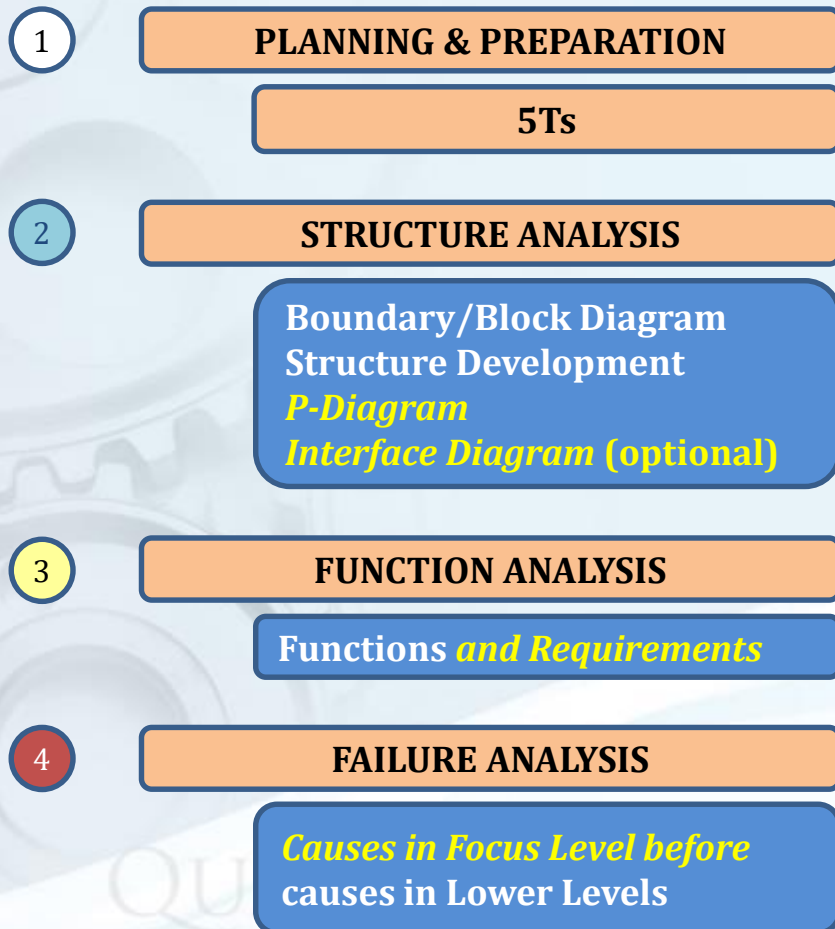 1
PLANNING & PREPARATION
5Ts
2
STRUCTURE ANALYSIS
Boundary/Block Diagram
Structure Development
P-Diagram
Interface Diagram (optional)
3
FUNCTION ANALYSIS
Functions and Requirements
4
FAILURE ANALYSIS
Causes in Focus Level before
causes in Lower Levels
QU